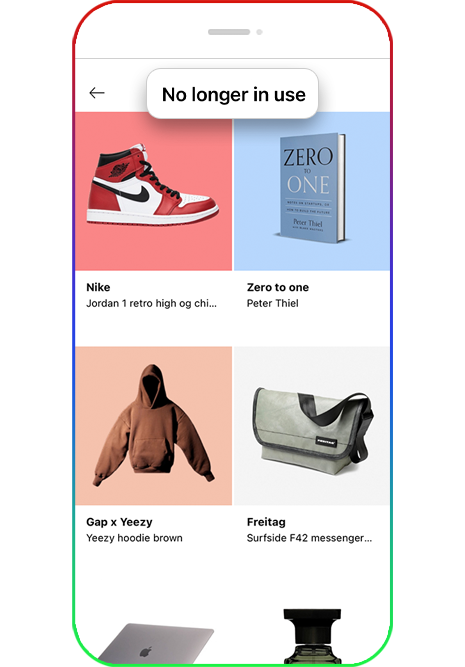 No longer in use
ZERO
TO
ONE
Peter Thiel
Nike
Jordan 1 retro high og chi...
Zero to one
Peter Thiel
FREITAG
Gap x Yeezy
Yeezy hoodie brown
Freitag
Surfside F42 messenger...